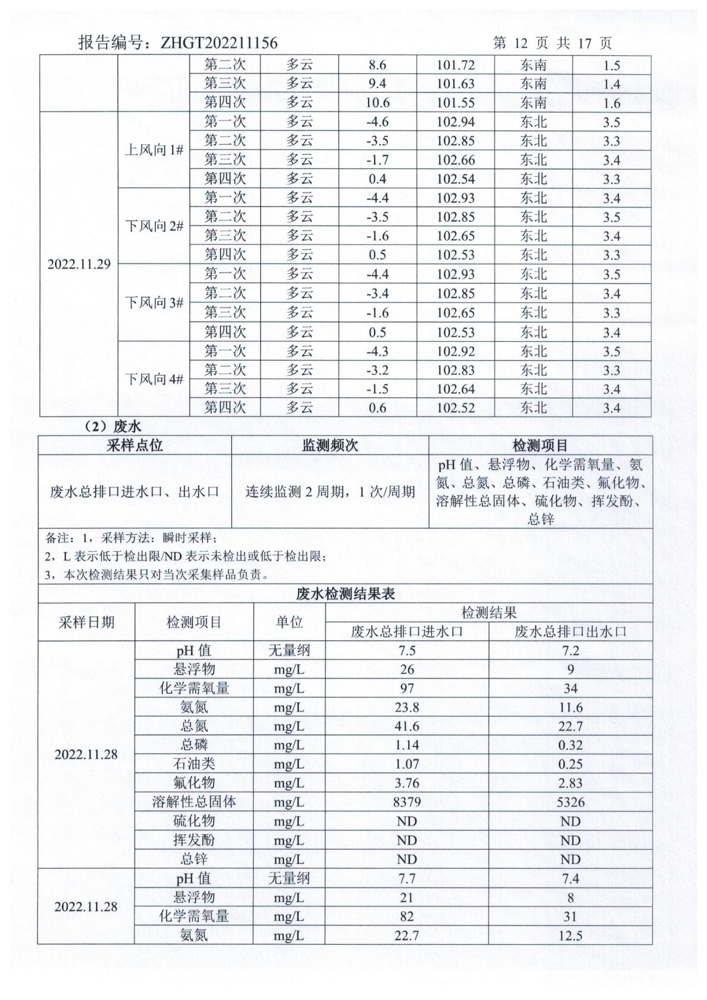 报告编号：ZHGT202211156 第 12 页 共 17 页
第二次 多云 8.6 101.72 东南 1.5
第三次 多云 9.4 101.63 东南 1.4
第四次 多云 10.6 101.55 东南 1.6
2022.11.29
上风向 1#
第一次 多云 -4.6 102.94 东北 3.5
第二次 多云 -3.5 102.85 东北 3.3
第三次 多云 -1.7 102.66 东北 3.4
第四次 多云 0.4 102.54 东北 3.3
下风向 2#
第一次 多云 -4.4 102.93 东北 3.4
第二次 多云 -3.5 102.85 东北 3.5
第三次 多云 -1.6 102.65 东北 3.4
第四次 多云 0.5 102.53 东北 3.3
下风向 3#
第一次 多云 -4.4 102.93 东北 3.5
第二次 多云 -3.4 102.85 东北 3.4
第三次 多云 -1.6 102.65 东北 3.3
第四次 多云 0.5 102.53 东北 3.4
下风向 4#
第一次 多云 -4.3 102.92 东北 3.5
第二次 多云 -3.2 102.83 东北 3.3
第三次 多云 -1.5 102.64 东北 3.4
第四次 多云 0.6 102.52 东北 3.4
（2）废水
采样点位 监测频次 检测项目
废水总排口进水口、出水口 连续监测 2 周期，1 次/周期
pH 值、悬浮物、化学需氧量、氨
氮、总氮、总磷、石油类、氟化物、
溶解性总固体、硫化物、挥发酚、
总锌
备注：1，采样方法：瞬时采样；
2，L 表示低于检出限/ND 表示未检出或低于检出限；
3，本次检测结果只对当次采集样品负责。
废水检测结果表
采样日期 检测项目 单位 检测结果
废水总排口进水口 废水总排口出水口
2022.11.28
pH 值 无量纲 7.5 7.2
悬浮物 mg/L 26 9
化学需氧量 mg/L 97 34
氨氮 mg/L 23.8 11.6
总氮 mg/L 41.6 22.7
总磷 mg/L 1.14 0.32
石油类 mg/L 1.07 0.25
氟化物 mg/L 3.76 2.83
溶解性总固体 mg/L 8379 5326
硫化物 mg/L ND ND
挥发酚 mg/L ND ND
总锌 mg/L ND ND
2022.11.28
pH 值 无量纲 7.7 7.4
悬浮物 mg/L 21 8
化学需氧量 mg/L 82 31
氨氮 mg/L 22.7 12.5